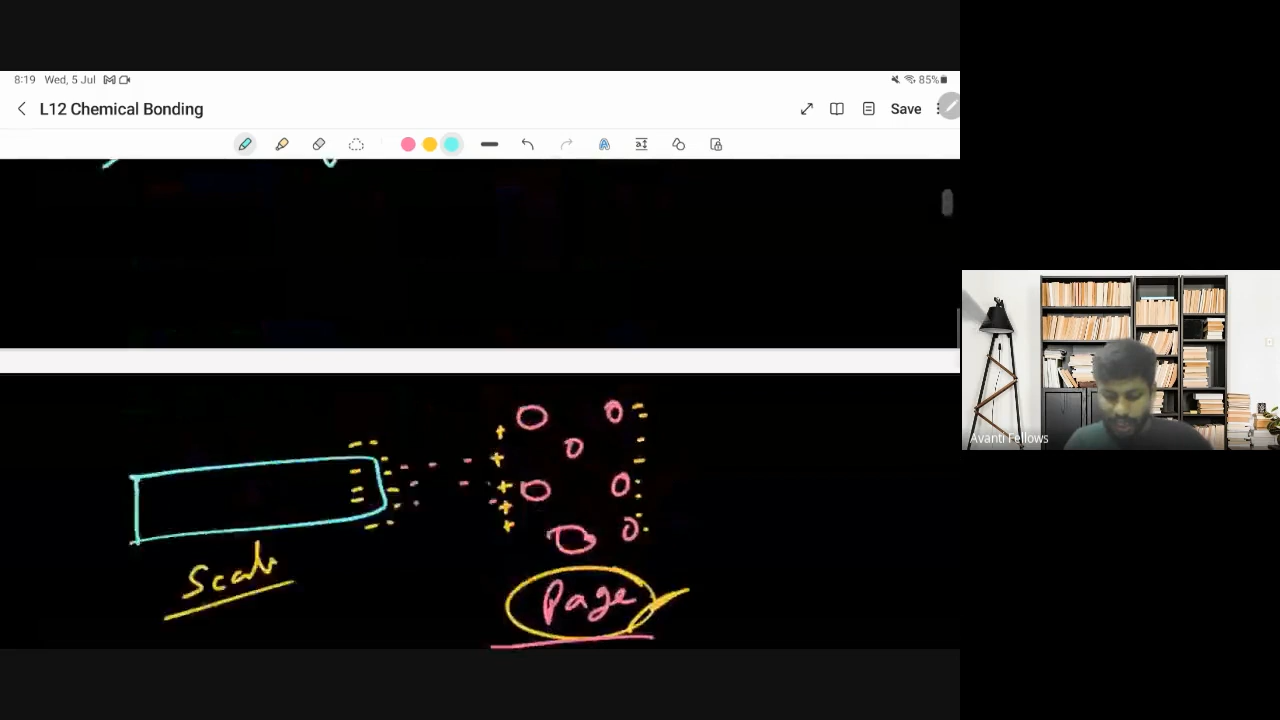 8:19 Wed, 5 Jul 85%
L12 Chemical Bonding
Save
Scale
Page
Avanti Fellows